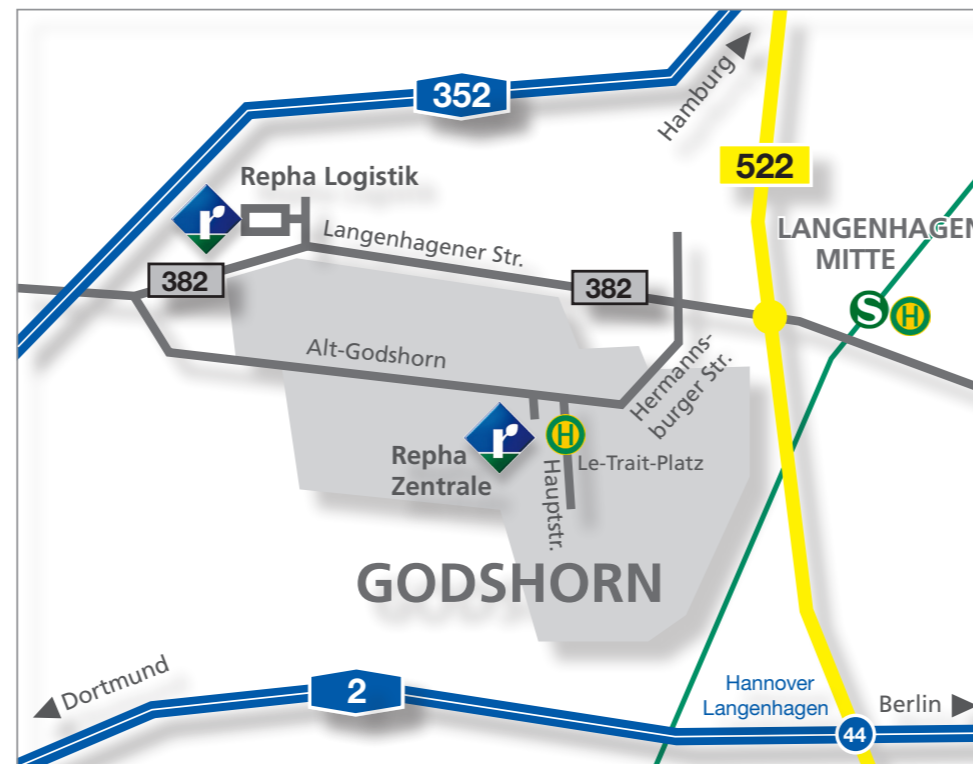 352
Hamburg
522
Repha Logistik
r
Langenhagener Str.
LANGENHAGEN
MITTE
382
382
S
H
Alt-Godshorn
Hermanns-
burger Str.
r
H
Repha
Zentrale
Hauptstr.
Le-Trait-Platz
GODSHORN
Dortmund
2
Hannover
Langenhagen
44
Berlin